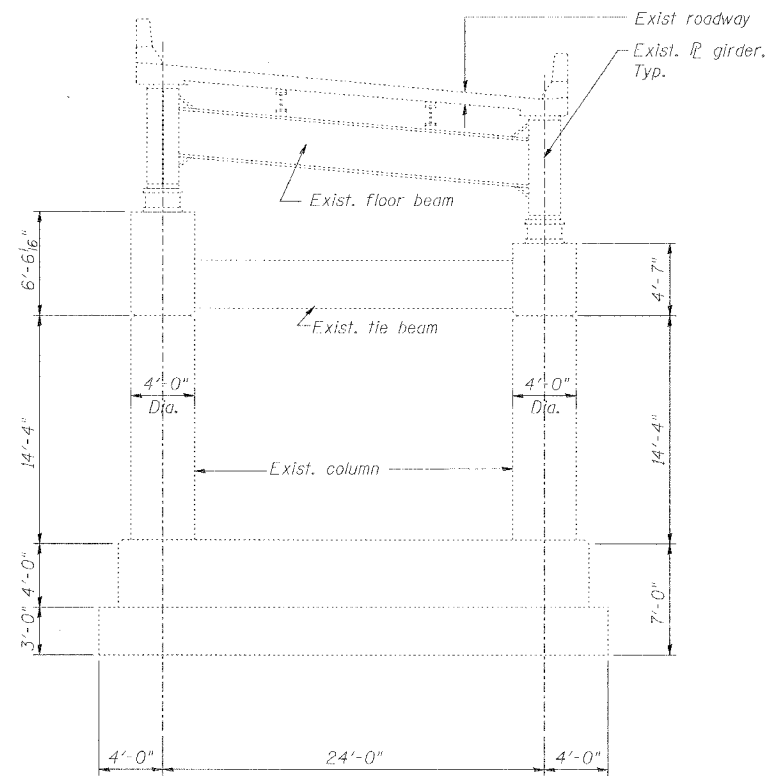 Exist roadway
Exist. ℙL girder,
Typ.
Exist. floor beam
6'-6 1/16"
4'-7"
Exist. tie beam
4'-0"
Dia.
4'-0"
Dia.
14'-4"
14'-4"
Exist. column
4'-0"
3'-0"
7'-0"
4'-0"
24'-0"
4'-0"